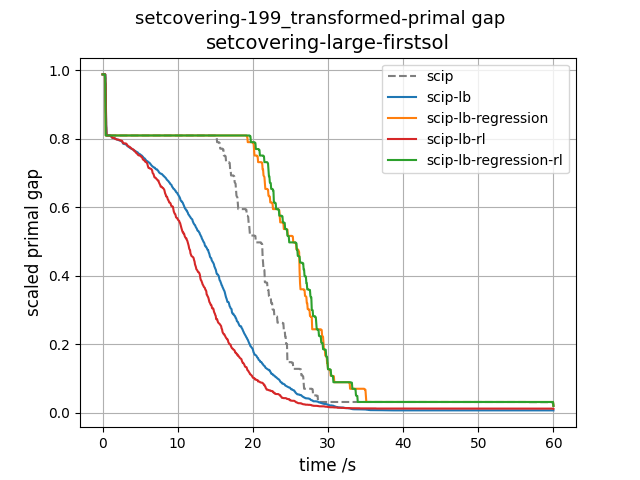 setcovering-199_transformed-primal gap
setcovering-large-firstsol
scaled primal gap
1.0
0.8
0.6
0.4
0.2
0.0
scip
scip-lb
scip-lb-regression
scip-lb-rl
scip-lb-regression-rl
0
10
20
30
40
50
60
time /s